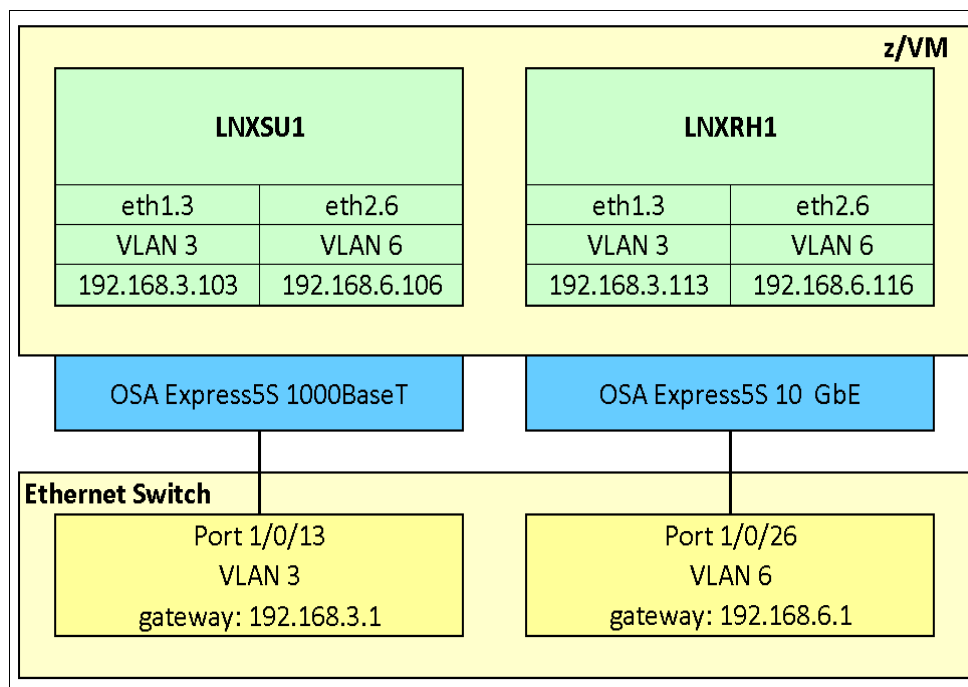 z/VM
LNXSU1
LNXRH1
eth1.3
eth2.6
eth1.3
eth2.6
VLAN 3
VLAN 6
VLAN 3
VLAN 6
192.168.3.103
192.168.6.106
192.168.3.113
192.168.6.116
OSA Express5S 1000BaseT
OSA Express5S 10 GbE
Ethernet Switch
Port 1/0/13
VLAN 3
gateway: 192.168.3.1
Port 1/0/26
VLAN 6
gateway: 192.168.6.1